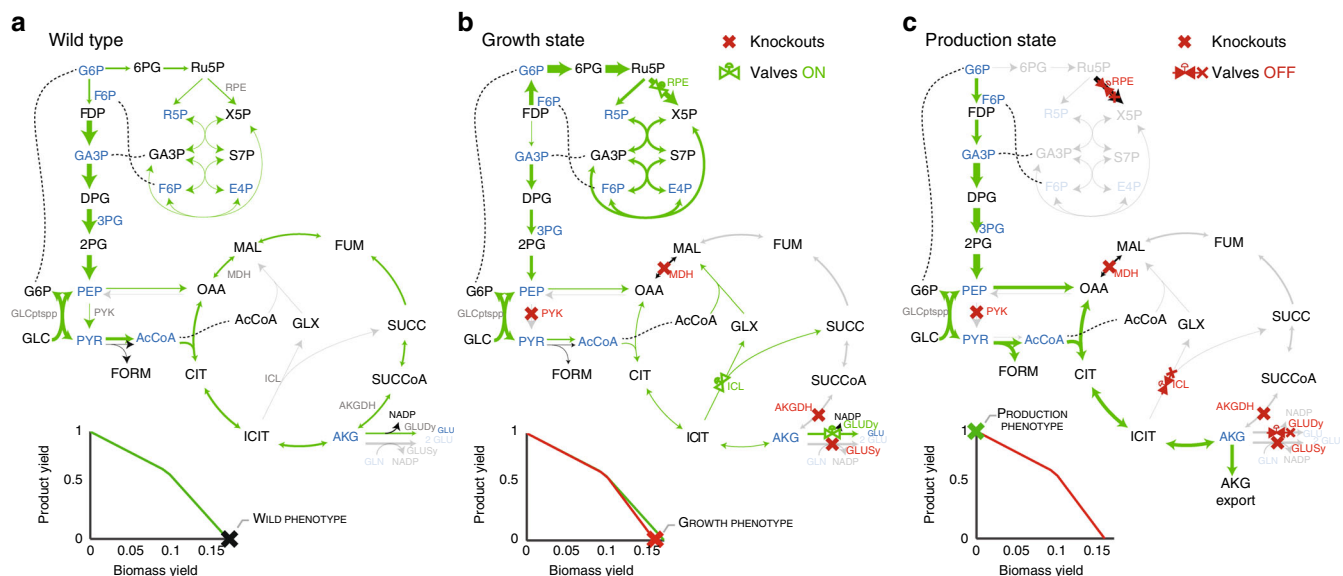 a
Wild type
G6P
6PG
Ru5P
RPE
F6P
FDP
R5P
X5P
GA3P
GA3P
S7P
DPG
F6P
E4P
3PG
2PG
MAL
FUM
MDH
G6P
PEP
OAA
GLCptspp
PYK
AcCoA
GLX
SUCC
GLC
PYR
AcCoA
FORM
CIT
ICL
SUCCoA
AKGDH
NADP
GLUDy
GLU
ICIT
AKG
2 GLU
GLUSy
GLN
NADP
Product yield
1
0.5
0
WILD PHENOTYPE
0
0.1
0.15
Biomass yield
b
Growth state
Knockouts
Valves ON
G6P
6PG
Ru5P
RPE
F6P
FDP
R5P
X5P
GA3P
GA3P
S7P
DPG
F6P
E4P
3PG
2PG
MAL
FUM
MDH
G6P
PEP
OAA
GLCptspp
PYK
AcCoA
GLX
SUCC
GLC
PYR
AcCoA
FORM
CIT
ICL
SUCCoA
AKGDH
NADP
GLUDy
GLU
ICIT
AKG
2 GLU
GLUSy
GLN
NADP
Product yield
1
0.5
0
GROWTH PHENOTYPE
0
0.1
0.15
Biomass yield
c
Production state
Knockouts
Valves OFF
G6P
6PG
Ru5P
RPE
F6P
FDP
R5P
X5P
GA3P
GA3P
S7P
DPG
F6P
E4P
3PG
2PG
MAL
FUM
MDH
G6P
PEP
OAA
GLCptspp
PYK
AcCoA
GLX
SUCC
GLC
PYR
AcCoA
FORM
CIT
ICL
SUCCoA
AKGDH
NADP
GLUDy
GLU
ICIT
AKG
2 GLU
GLUSy
GLN
NADP
AKG
export
PRODUCTION
PHENOTYPE
Product yield
1
0.5
0
0
0.1
0.15
Biomass yield